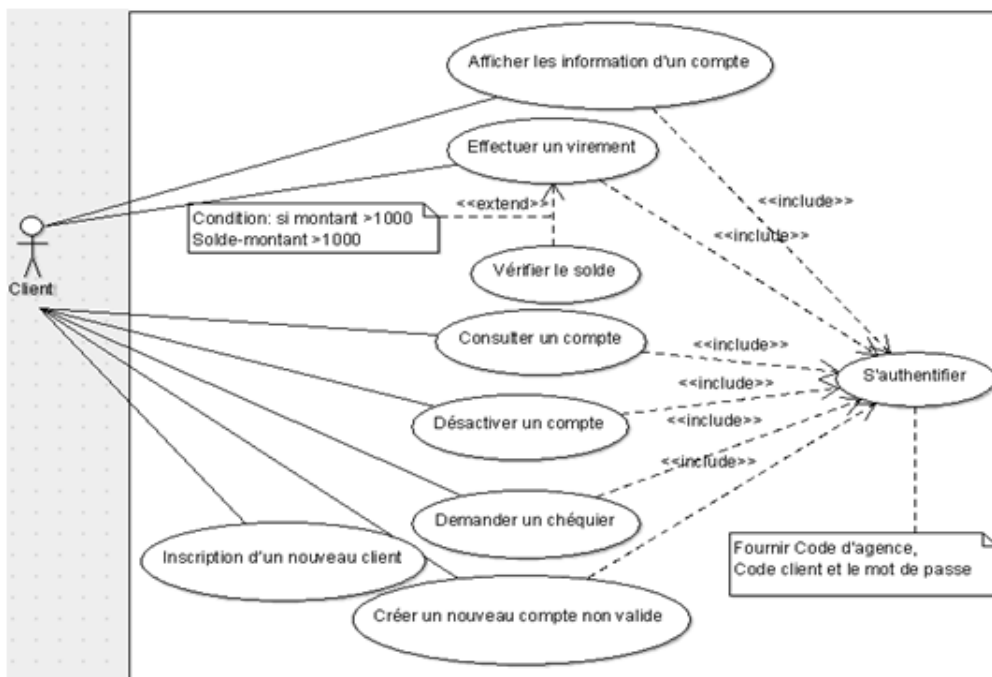 Afficher les information d'un compte
Effectuer un virement
<<extend>>
<<include>>
<<include>>
Condition: si montant >1000
Solde-montant >1000
Vérifier le solde
Client
Consulter un compte
<<include>>
S'authentifier
<<include>>
Désactiver un compte
<<include>>
<<include>>
Demander un chéquier
Inscription d'un nouveau client
Fournir Code d'agence,
Code client et le mot de passe
Créer un nouveau compte non valide